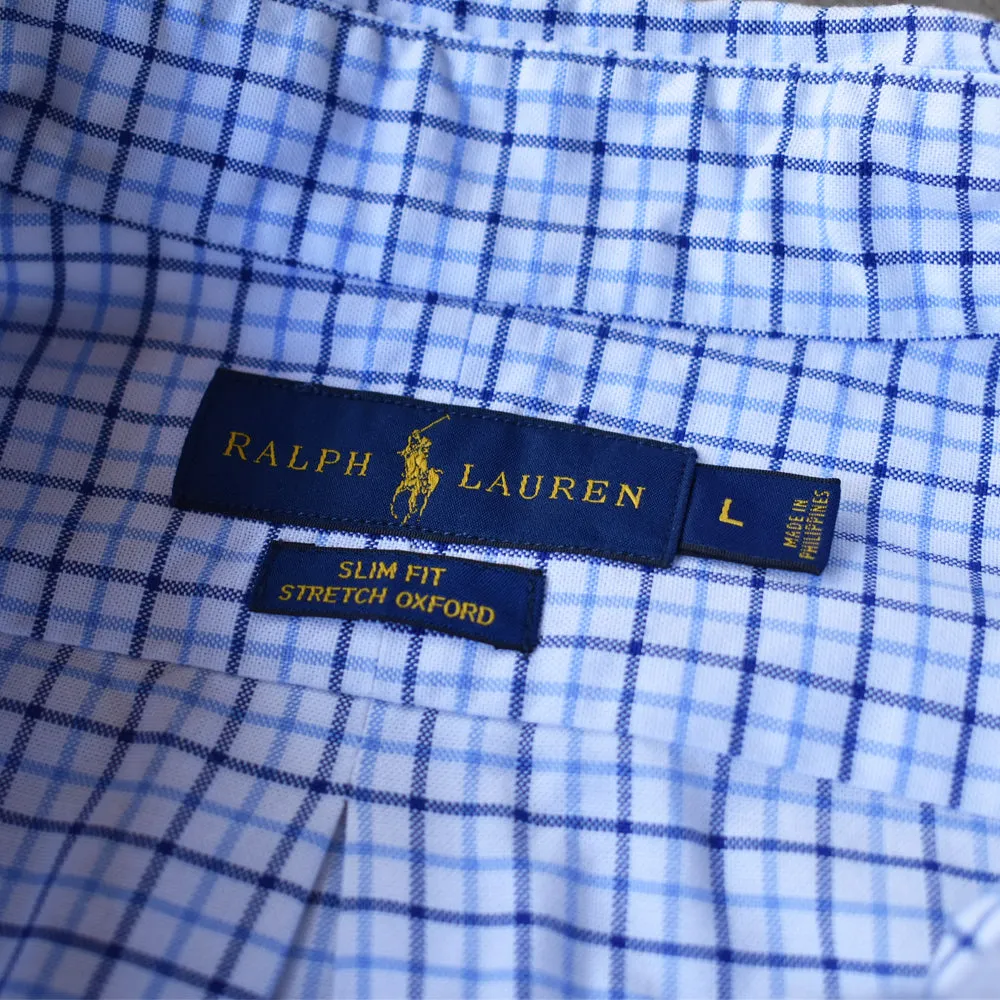 RALPH LAUREN
L
MADE IN
PHILIPPINES
SLIM FIT
STRETCH OXFORD